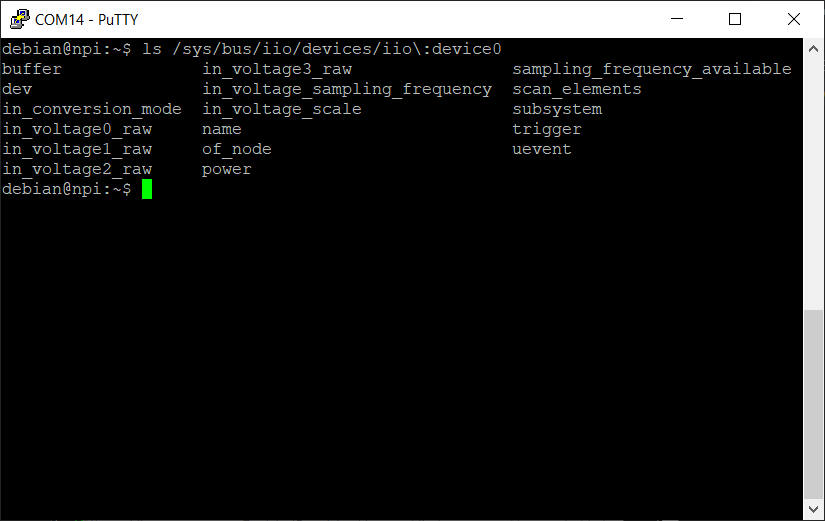 COM14 - PuTTY
debian@npi:~$ ls /sys/bus/iio/devices/iio\:device0
buffer              in_voltage3_raw                sampling_frequency_available
dev                 in_voltage_sampling_frequency  scan_elements
in_conversion_mode  in_voltage_scale               subsystem
in_voltage0_raw     name                           trigger
in_voltage1_raw     of_node                        uevent
in_voltage2_raw     power
debian@npi:~$